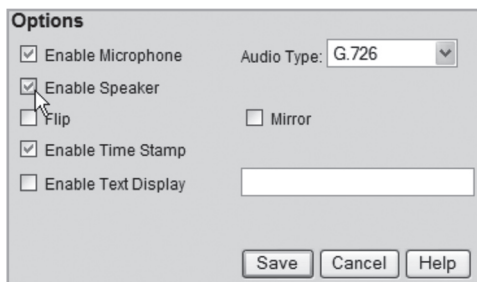 Options
Enable Microphone Audio Type: G.726
Enable Speaker
Flip Mirror
Enable Time Stamp
Enable Text Display
Save Cancel Help